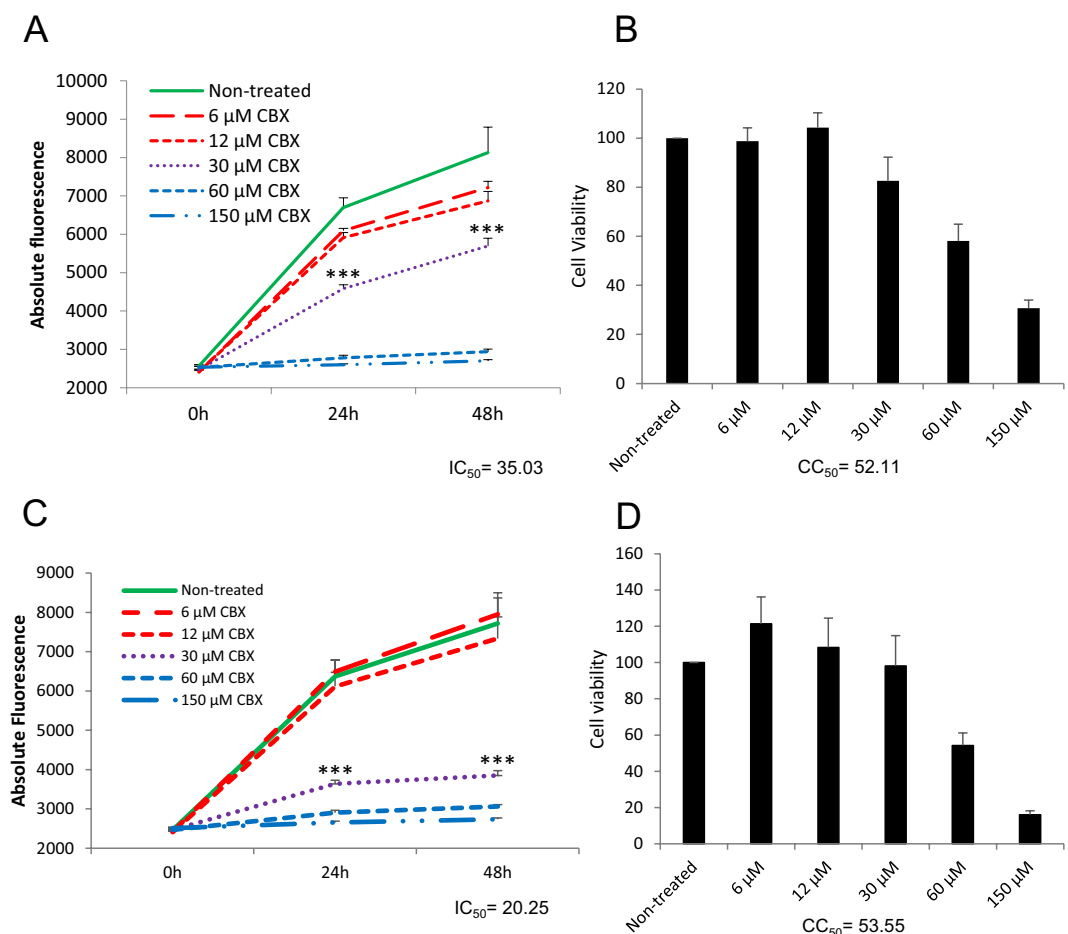 A
Absolute fluorescence
10000
9000
8000
7000
6000
5000
4000
3000
2000
Non-treated
6 µM CBX
12 µM CBX
30 µM CBX
60 µM CBX
150 µM CBX
***
***
0h 24h 48h
IC50= 35.03
B
Cell Viability
120
100
80
60
40
20
0
Non-treated
6 µM
12 µM
30 µM
60 µM
150 µM
CC50= 52.11
C
Absolute Fluorescence
9000
8000
7000
6000
5000
4000
3000
2000
Non-treated
6 µM CBX
12 µM CBX
30 µM CBX
60 µM CBX
150 µM CBX
***
***
0h 24h 48h
IC50= 20.25
D
Cell viability
160
140
120
100
80
60
40
20
0
Non-treated
6 µM
12 µM
30 µM
60 µM
150 µM
CC50= 53.55